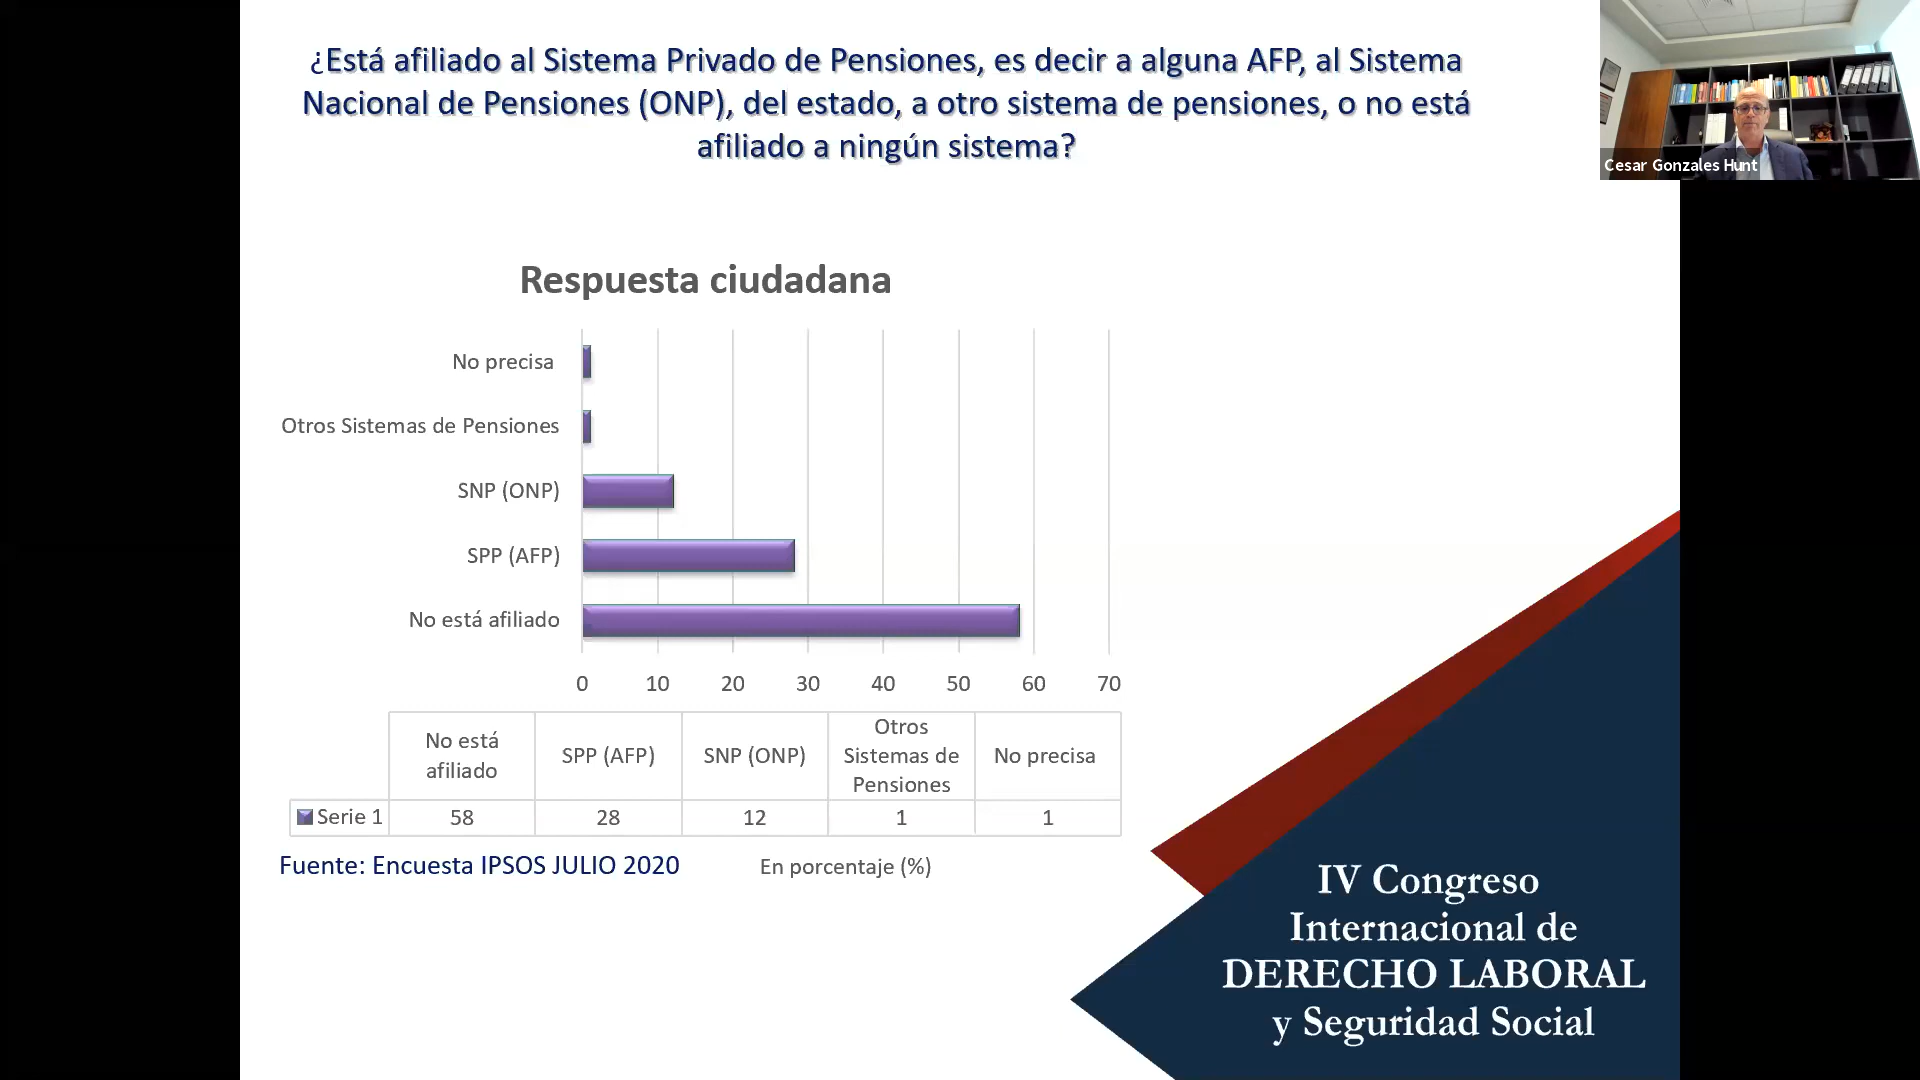 ¿Está afiliado al Sistema Privado de Pensiones, es decir a alguna AFP, al Sistema
Nacional de Pensiones (ONP), del estado, a otro sistema de pensiones, o no está
afiliado a ningún sistema?
Cesar Gonzales Hunt
Respuesta ciudadana
No precisa
Otros Sistemas de Pensiones
SNP (ONP)
SPP (AFP)
No está afiliado
0 10 20 30 40 50 60 70
No está
afiliado
SPP (AFP)
SNP (ONP)
Otros
Sistemas de
Pensiones
No precisa
Serie 1 58 28 12 1 1
Fuente: Encuesta IPSOS JULIO 2020
En porcentaje (%)
IV Congreso
Internacional de
DERECHO LABORAL
y Seguridad Social